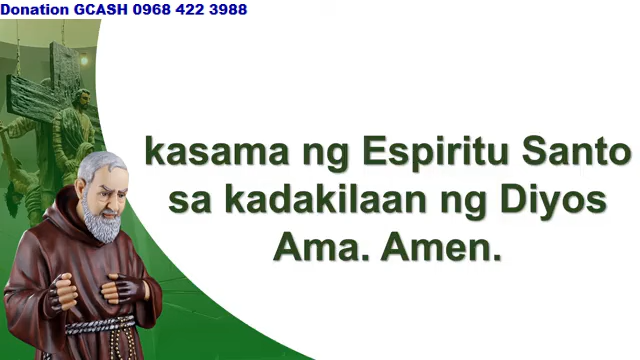 Donation GCASH 0968 422 3988
kasama ng Espiritu Santo
sa kadakilaan ng Diyos
Ama. Amen.